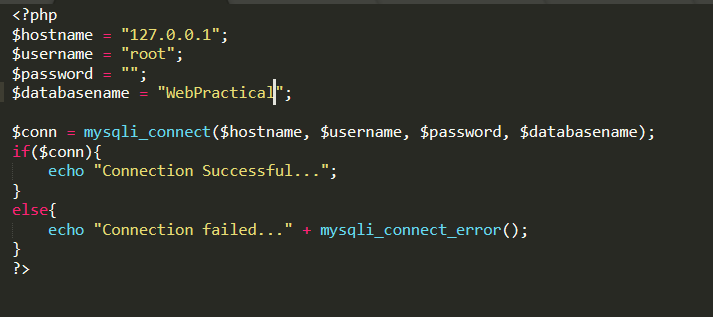 <?php
$hostname = "127.0.0.1";
$username = "root";
$password = "";
$databasename = "WebPractical";

$conn = mysqli_connect($hostname, $username, $password, $databasename);
if($conn){
    echo "Connection Successful...";
}
else{
    echo "Connection failed..." + mysqli_connect_error();
}
?>